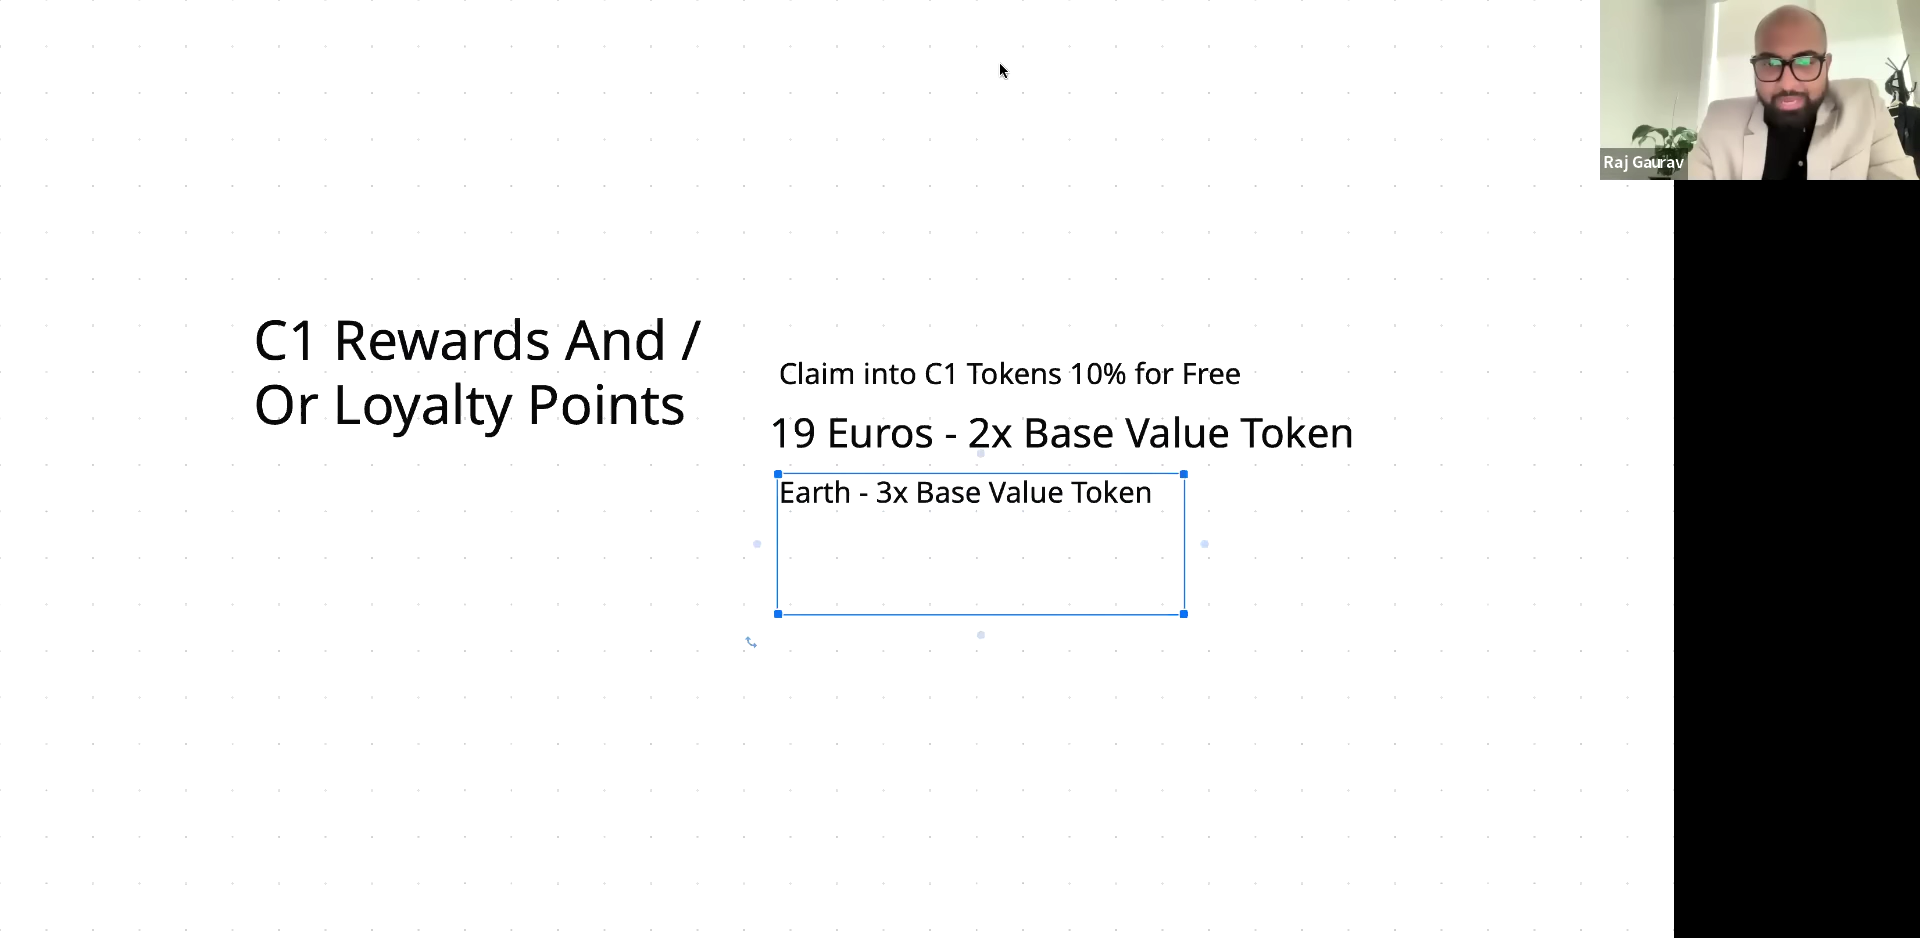 Raj Gaurav
C1 Rewards And /
Or Loyalty Points
Claim into C1 Tokens 10% for Free
19 Euros - 2x Base Value Token
Earth - 3x Base Value Token